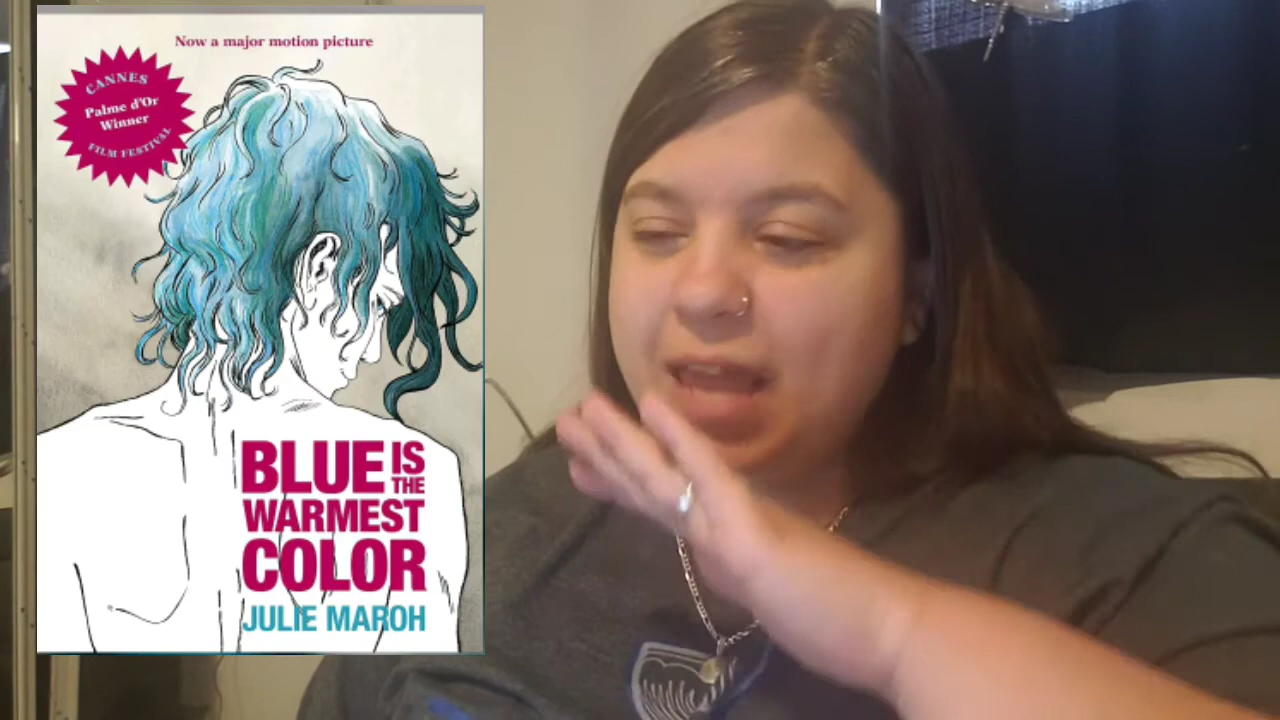 Now a major motion picture
CANNES
Palme d'Or
Winner
FILM FESTIVAL
BLUE IS
THE
WARMEST
COLOR
JULIE MAROH